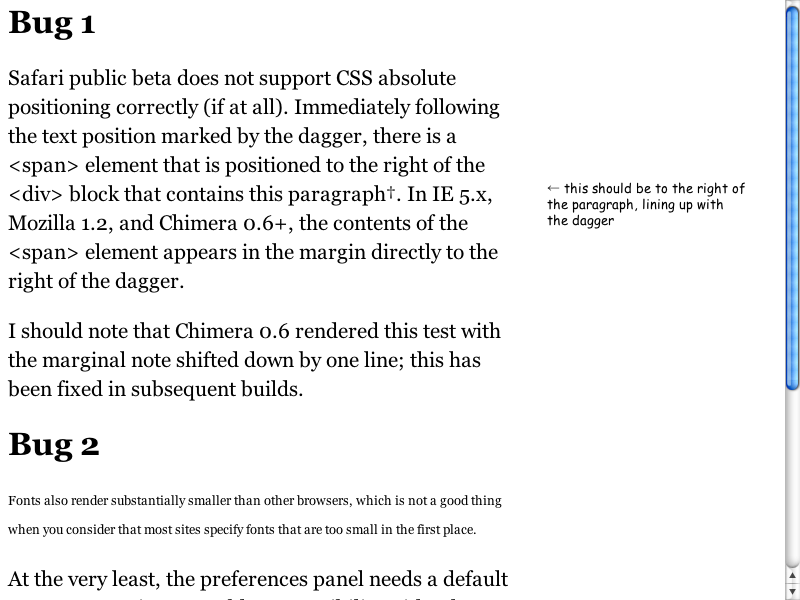 Bug 1
Safari public beta does not support CSS absolute
positioning correctly (if at all). Immediately following
the text position marked by the dagger, there is a
<span> element that is positioned to the right of the
<div> block that contains this paragraph†. In IE 5.x,
Mozilla 1.2, and Chimera 0.6+, the contents of the
<span> element appears in the margin directly to the
right of the dagger.
← this should be to the right of
the paragraph, lining up with
the dagger
I should note that Chimera 0.6 rendered this test with
the marginal note shifted down by one line; this has
been fixed in subsequent builds.
Bug 2
Fonts also render substantially smaller than other browsers, which is not a good thing
when you consider that most sites specify fonts that are too small in the first place.
At the very least, the preferences panel needs a default